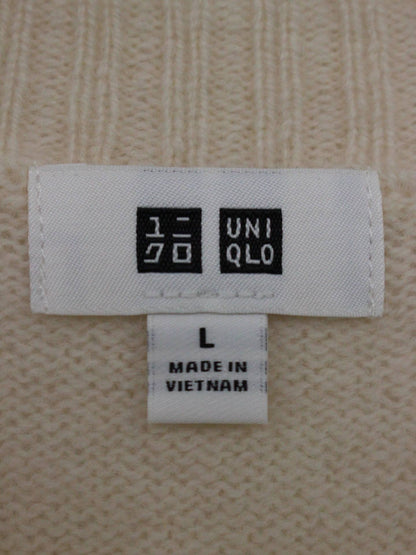 ユニ UNI
クロ QLO
L
MADE IN
VIETNAM